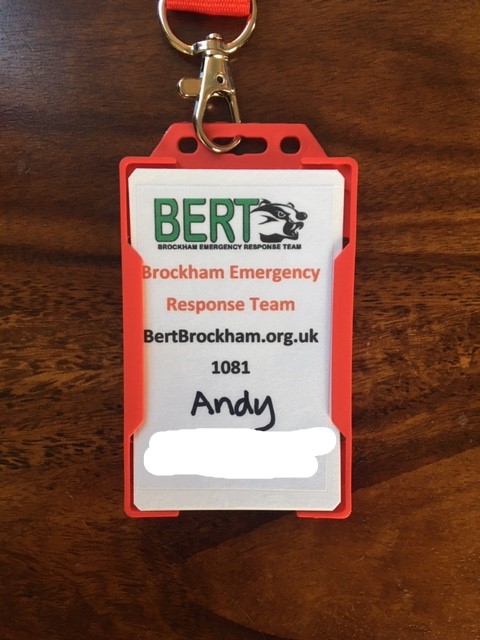 BERT
BROCKHAM EMERGENCY RESPONSE TEAM
Brockham Emergency
Response Team
BertBrockham.org.uk
1081
Andy